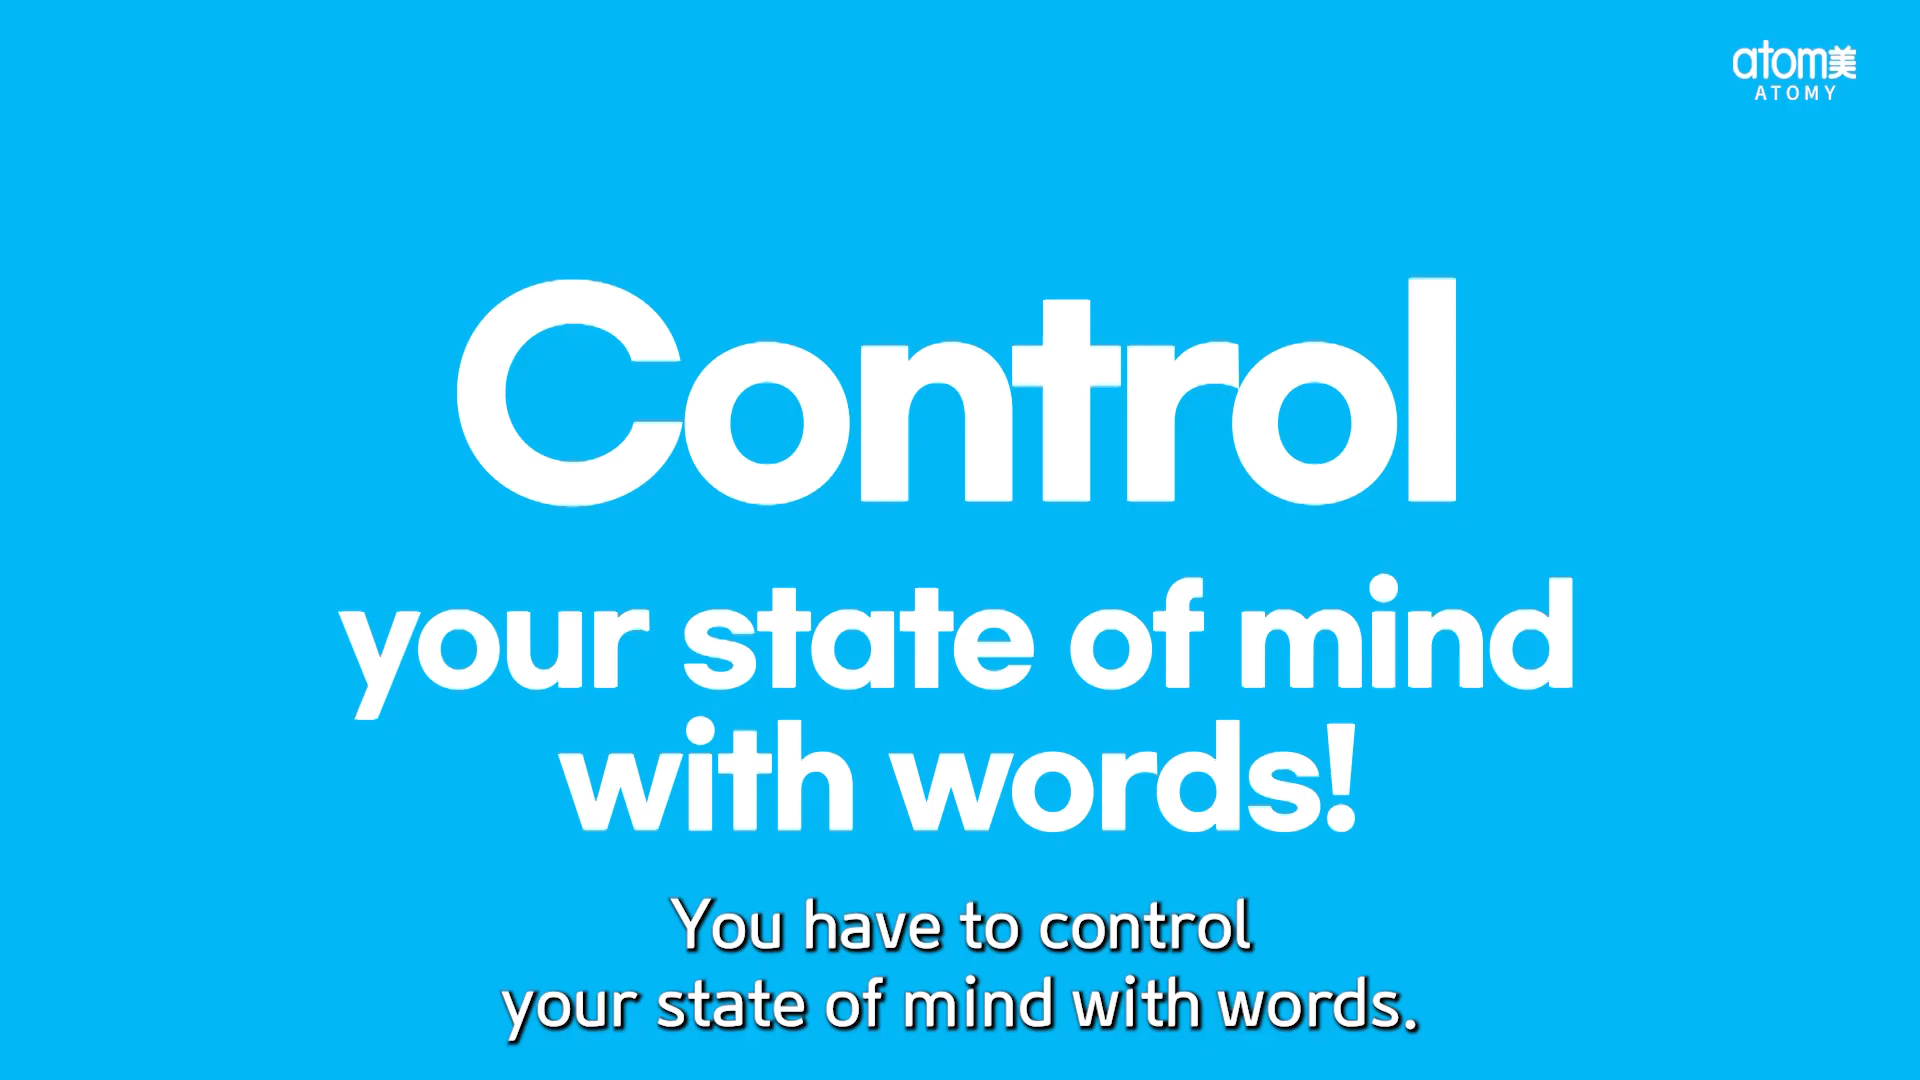 atom美
ATOMY
Control
your state of mind
with words!
You have to control
your state of mind with words.